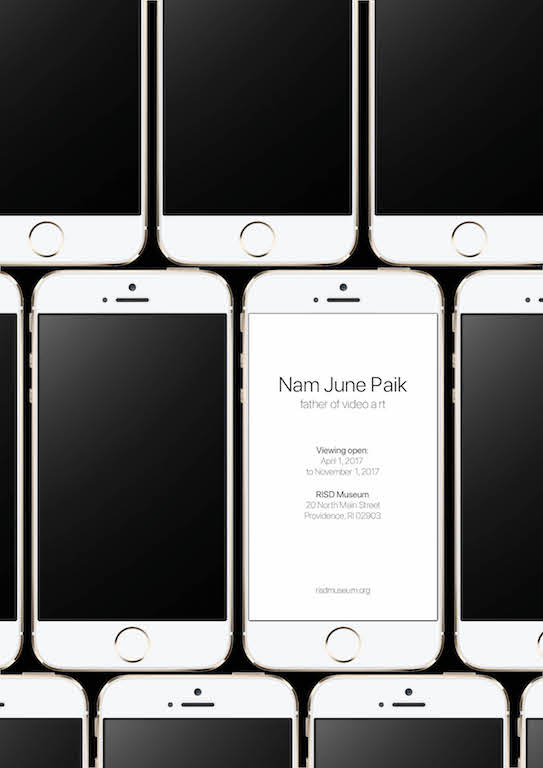 Nam June Paik
father of video art
Viewing open:
April 1, 2017
to November 1, 2017
RISD Museum
20 North Main Street
Providence, RI 02903
risdmuseum.org